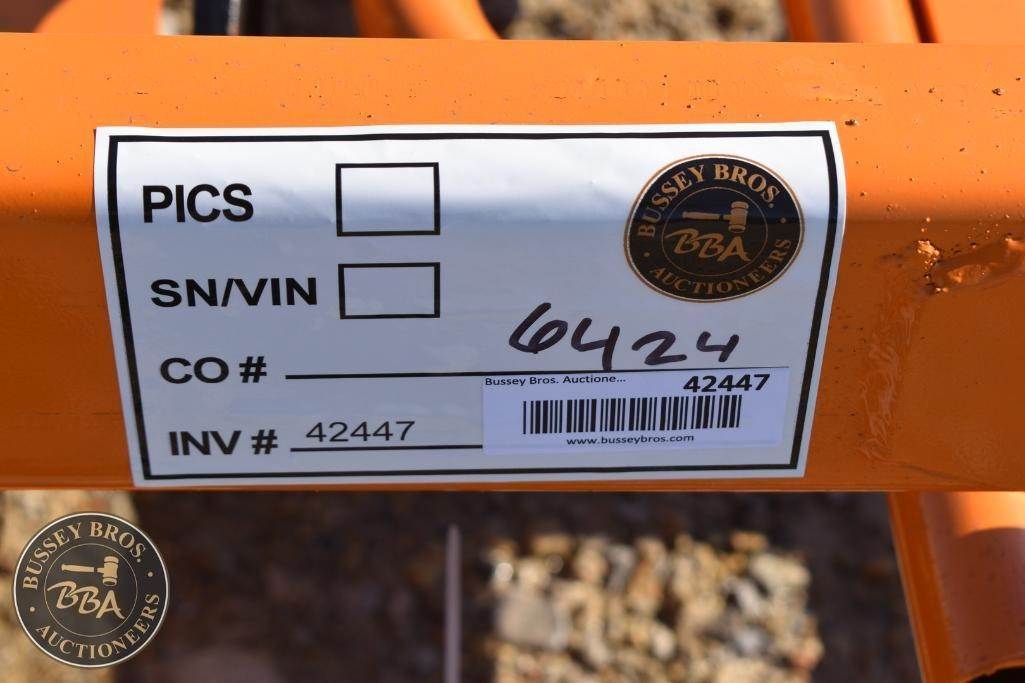 PICS
BUSSEY BROS.
BBA
AUCTIONEERS
SN/VIN
CO # 6424
Bussey Bros. Auctione... 42447
www.busseybros.com
INV # 42447
BUSSEY BROS.
BBA
AUCTIONEERS